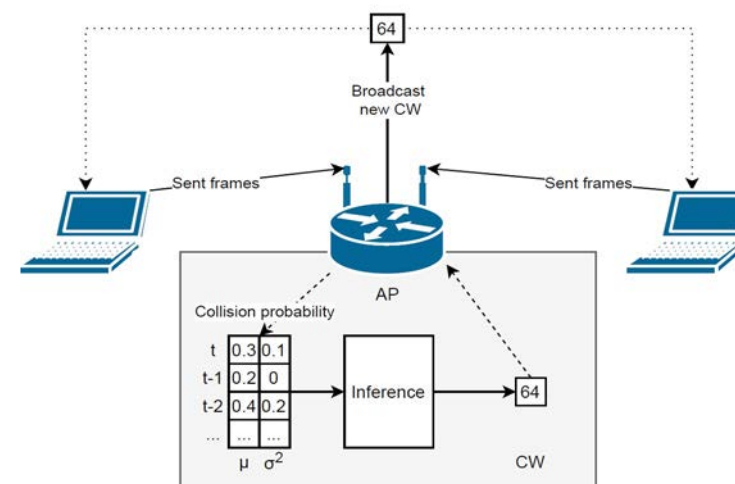 64
Broadcast
new CW
Sent frames
Sent frames
AP
Collision probability
t 0.3 0.1
t-1 0.2 0
t-2 0.4 0.2
... ... ...
μ σ²
Inference
64
CW